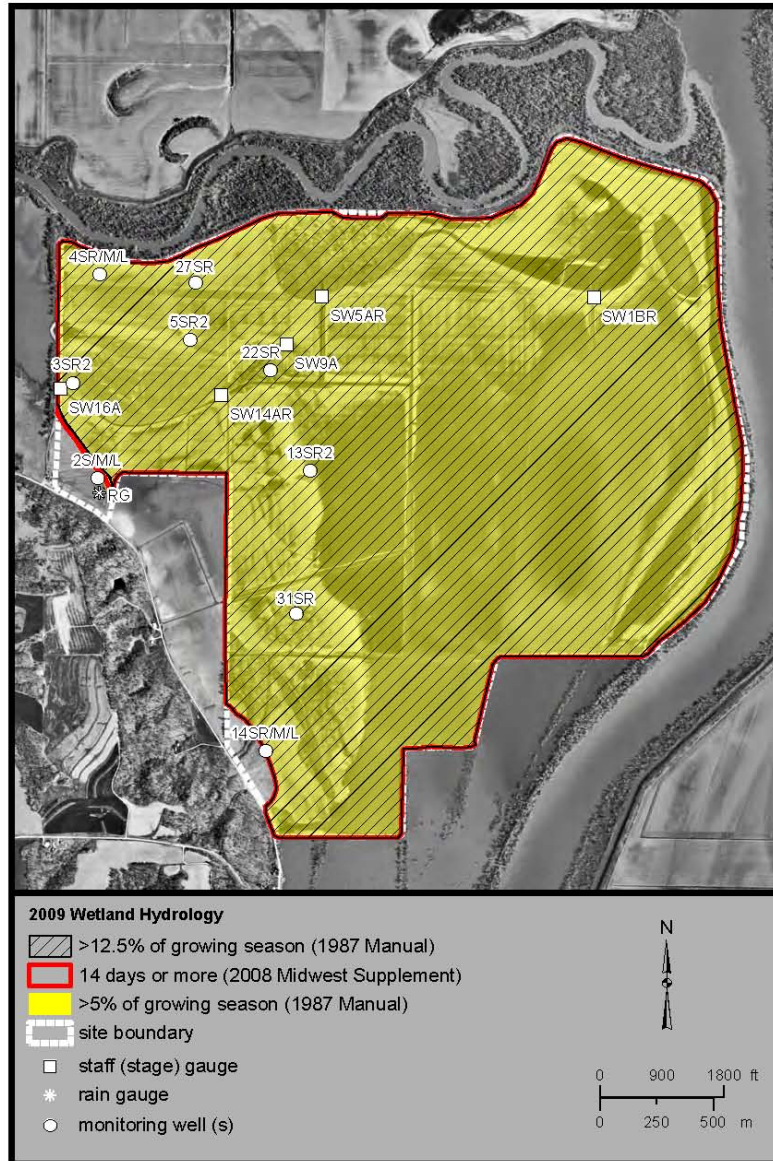 4SR/M/L
27SR
SW5AR
SW1BR
5SR2
22SR
SW9A
3SR2
SW16A
SW14AR
13SR2
2S/M/L
RG
31SR
14SR/M/L
2009 Wetland Hydrology
>12.5% of growing season (1987 Manual)
14 days or more (2008 Midwest Supplement)
>5% of growing season (1987 Manual)
site boundary
staff (stage) gauge
rain gauge
monitoring well (s)
N
0 900 1800 ft
0 250 500 m